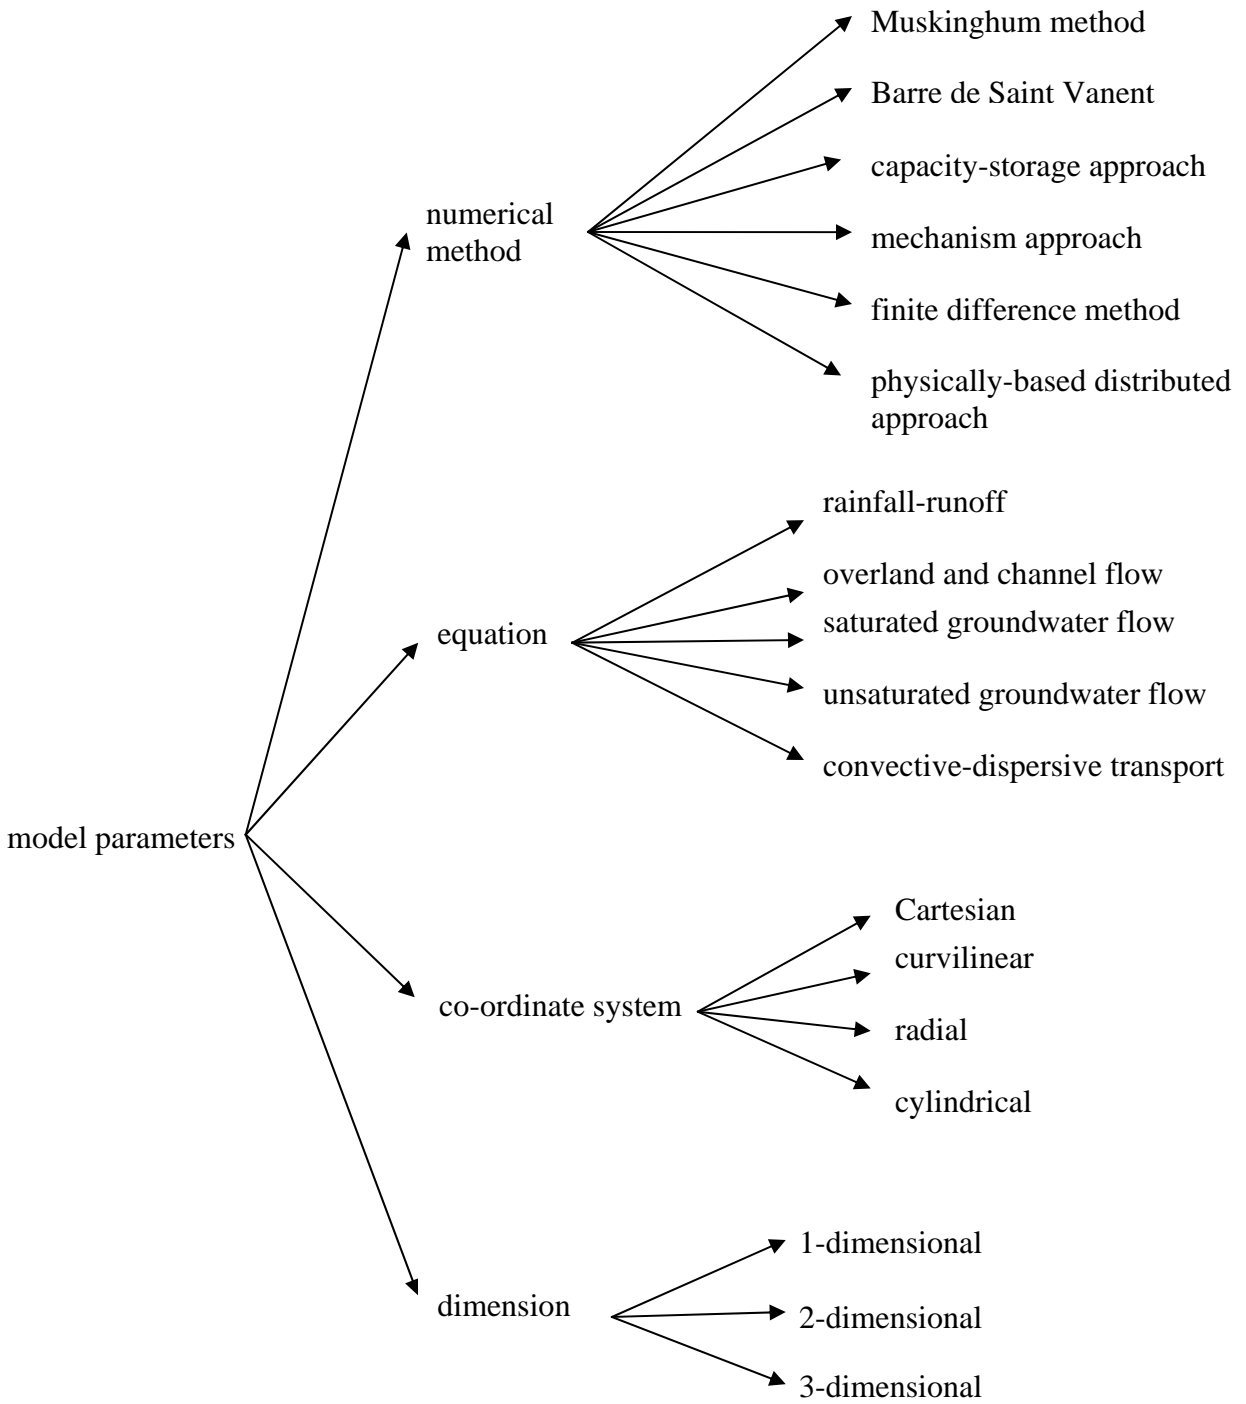 Muskinghum method
Barre de Saint Vanent
capacity-storage approach
numerical
method
mechanism approach
finite difference method
physically-based distributed
approach
rainfall-runoff
overland and channel flow
saturated groundwater flow
equation
unsaturated groundwater flow
convective-dispersive transport
model parameters
Cartesian
curvilinear
co-ordinate system
radial
cylindrical
1-dimensional
dimension
2-dimensional
3-dimensional